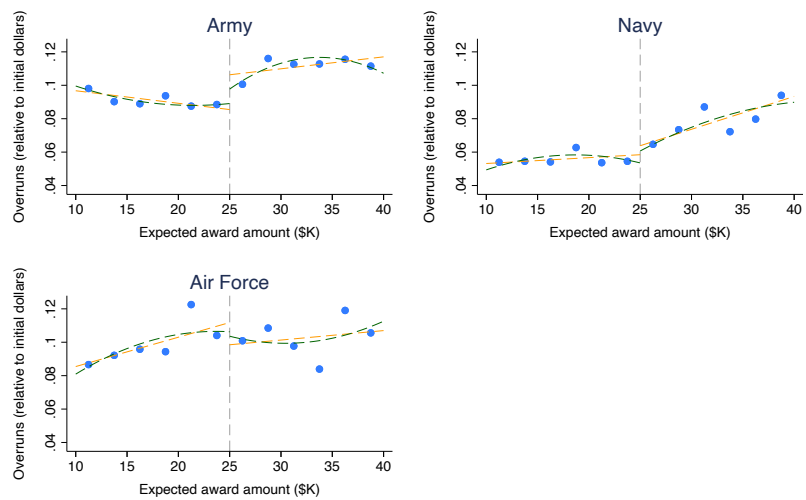 Army
Overruns (relative to initial dollars)
.12
.1
.08
.06
.04
10 15 20 25 30 35 40
Expected award amount ($K)
Navy
Overruns (relative to initial dollars)
.12
.1
.08
.06
.04
10 15 20 25 30 35 40
Expected award amount ($K)
Air Force
Overruns (relative to initial dollars)
.12
.1
.08
.06
.04
10 15 20 25 30 35 40
Expected award amount ($K)